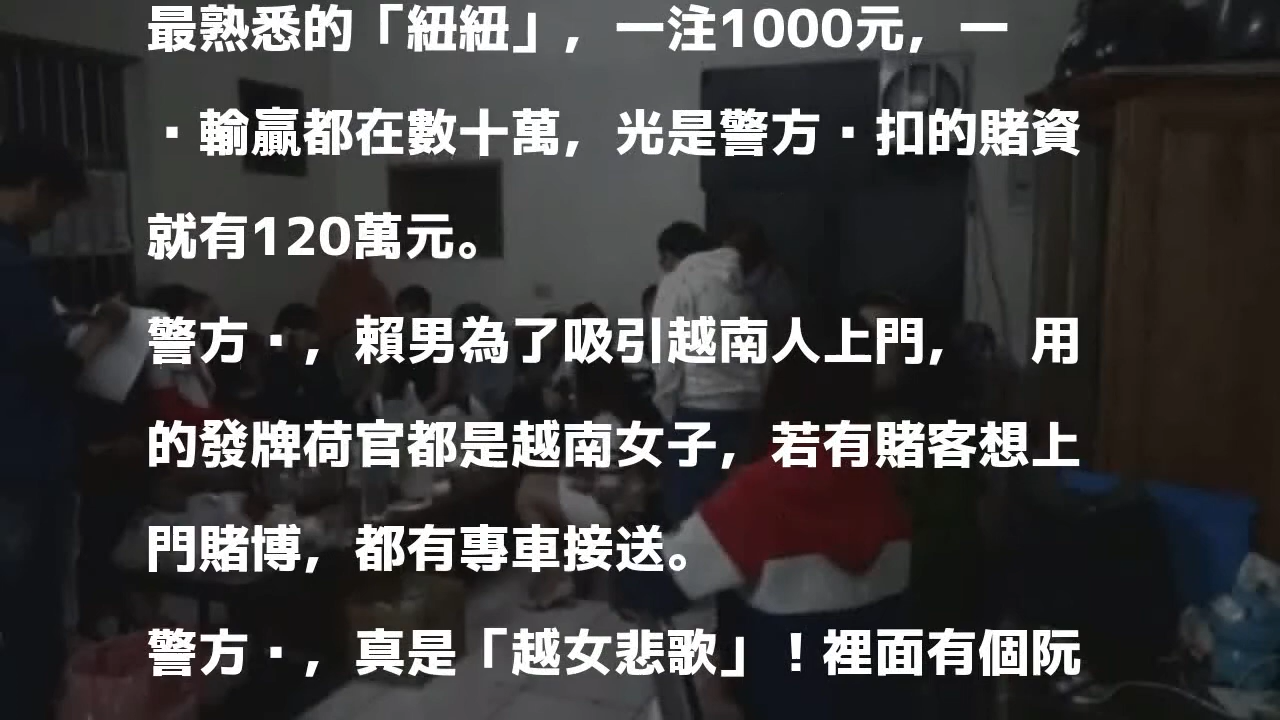 最熟悉的「紐紐」，一注1000元，一
▪輸贏都在數十萬，光是警方▪扣的賭資
就有120萬元。
警方▪，賴男為了吸引越南人上門，　用
的發牌荷官都是越南女子，若有賭客想上
門賭博，都有專車接送。
警方▪，真是「越女悲歌」！裡面有個阮